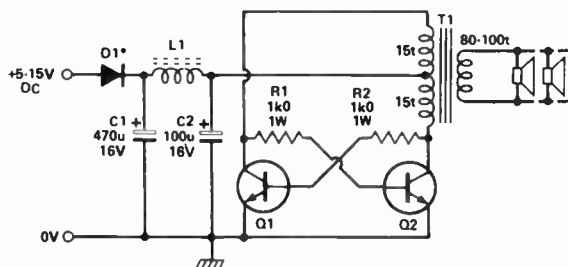 D1*
L1
T1
80-100t
15t
+5-15V
DC
R1
1k0
1W
R2
1k0
1W
15t
C1
470u
16V
+
C2
100u
16V
+
Q1
Q2
0V